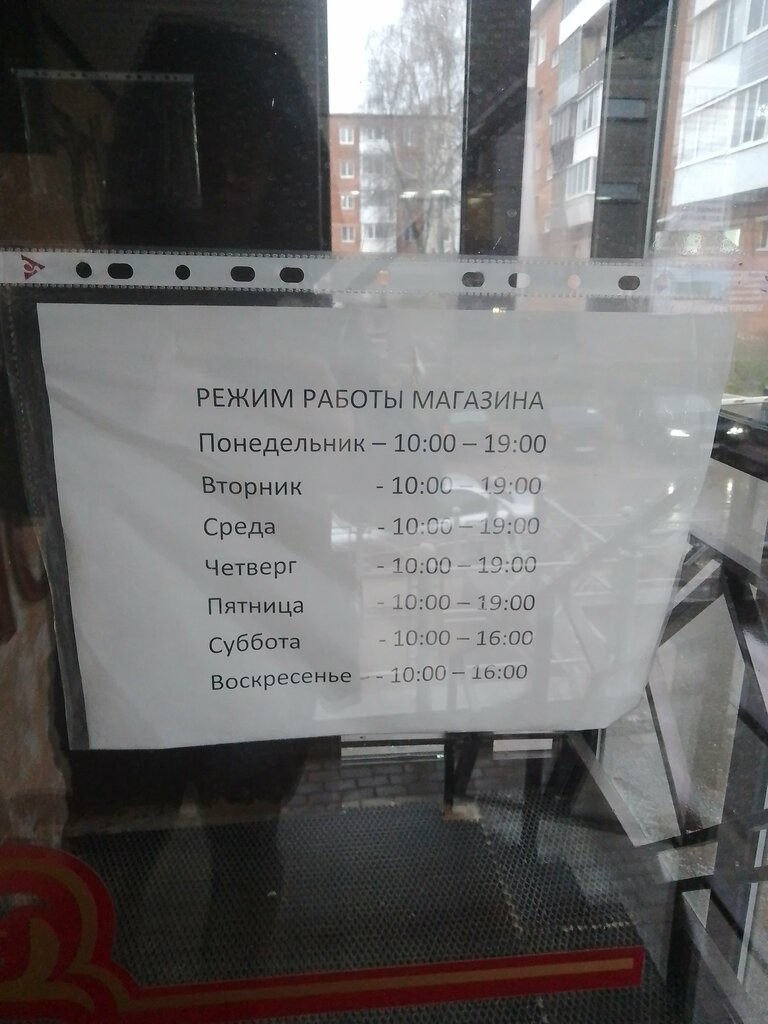 РЕЖИМ РАБОТЫ МАГАЗИНА
Понедельник – 10:00 – 19:00
Вторник - 10:00 – 19:00
Среда - 10:00 – 19:00
Четверг - 10:00 – 19:00
Пятница - 10:00 – 19:00
Суббота - 10:00 – 16:00
Воскресенье - - 10:00 – 16:00